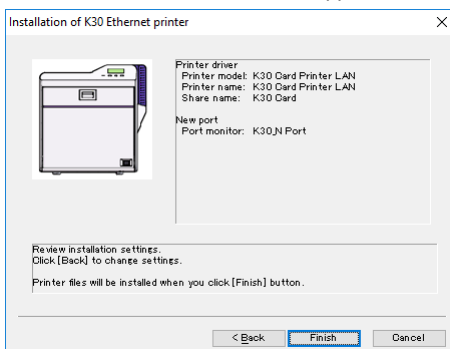 Installation of K30 Ethernet printer
Printer driver
Printer model: K30 Card Printer LAN
Printer name: K30 Card Printer LAN
Share name: K30 Card
New port
Port monitor: K30_N Port
Review installation settings.
Click [Back] to change settings.
Printer files will be installed when you click [Finish] button.
< Back
Finish
Cancel